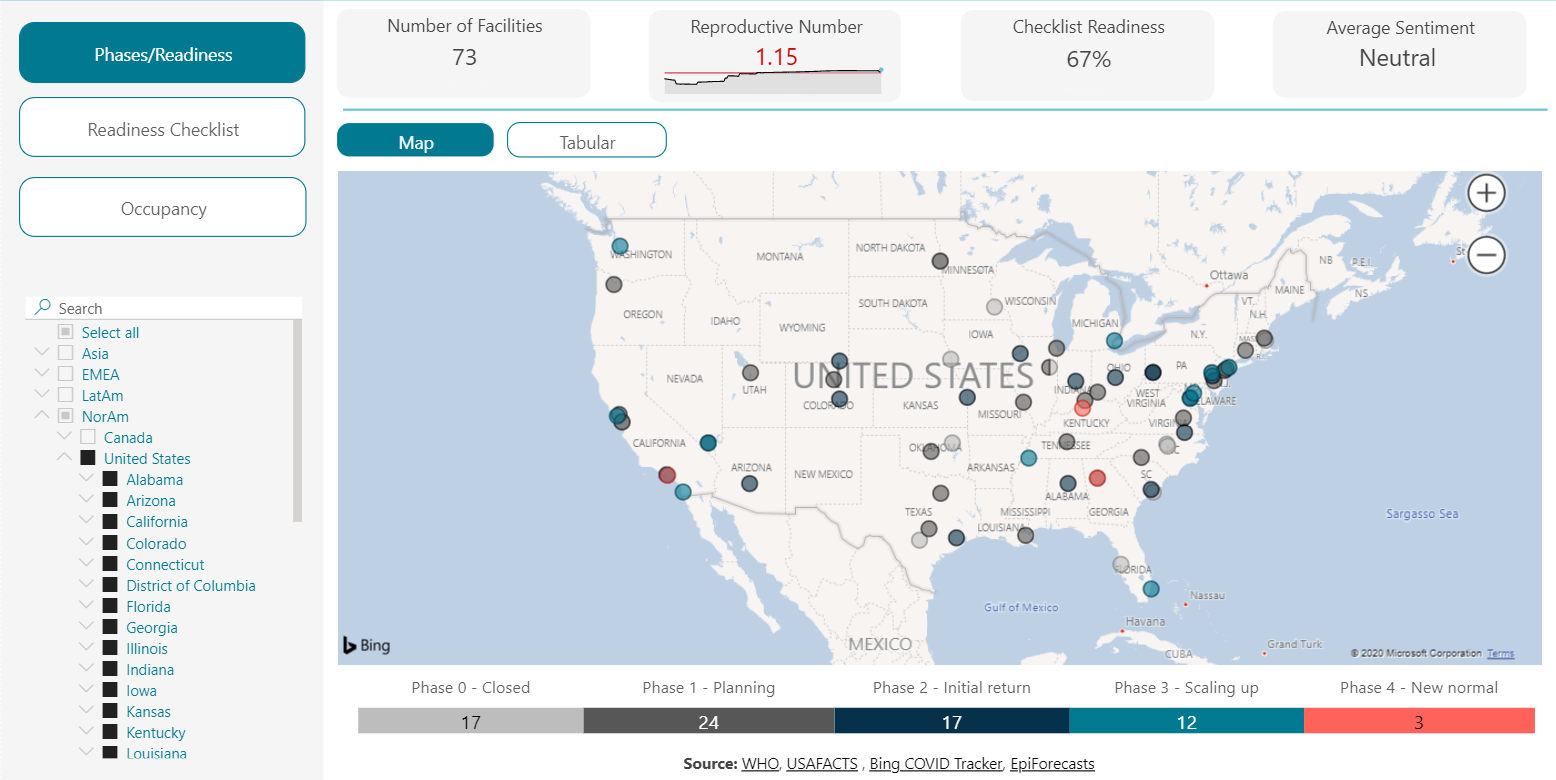 Phases/Readiness
Readiness Checklist
Occupancy
Search
Select all
Asia
EMEA
LatAm
NorAm
Canada
United States
Alabama
Arizona
California
Colorado
Connecticut
District of Columbia
Florida
Georgia
Illinois
Indiana
Iowa
Kansas
Kentucky
Louisiana
Number of Facilities
73
Reproductive Number
1.15
Checklist Readiness
67%
Average Sentiment
Neutral
Map
Tabular
WASHINGTON
MONTANA
NORTH DAKOTA
MINNESOTA
Ottawa
NB
P.E.I.
St
NS
MAINE
VT.
N.H.
OREGON
IDAHO
WYOMING
SOUTH DAKOTA
WISCONSIN
MICHIGAN
N.Y.
IOWA
NEVADA
UTAH
UNITED STATES
COLORADO
KANSAS
MISSOURI
OHIO
PA
WEST
VIRGINIA
KENTUCKY
CALIFORNIA
ARIZONA
NEW MEXICO
ARKANSAS
SC
ALABAMA
MISSISSIPPI
GEORGIA
TEXAS
LOUISIANA
FLORIDA
Sargasso Sea
Gulf of Mexico
Nassau
Havana
CUBA
Grand Turk
MEXICO
Bing
© 2020 Microsoft Corporation Terms
Phase 0 - Closed
Phase 1 - Planning
Phase 2 - Initial return
Phase 3 - Scaling up
Phase 4 - New normal
17
24
17
12
3
Source: WHO, USAFACTS , Bing COVID Tracker, EpiForecasts